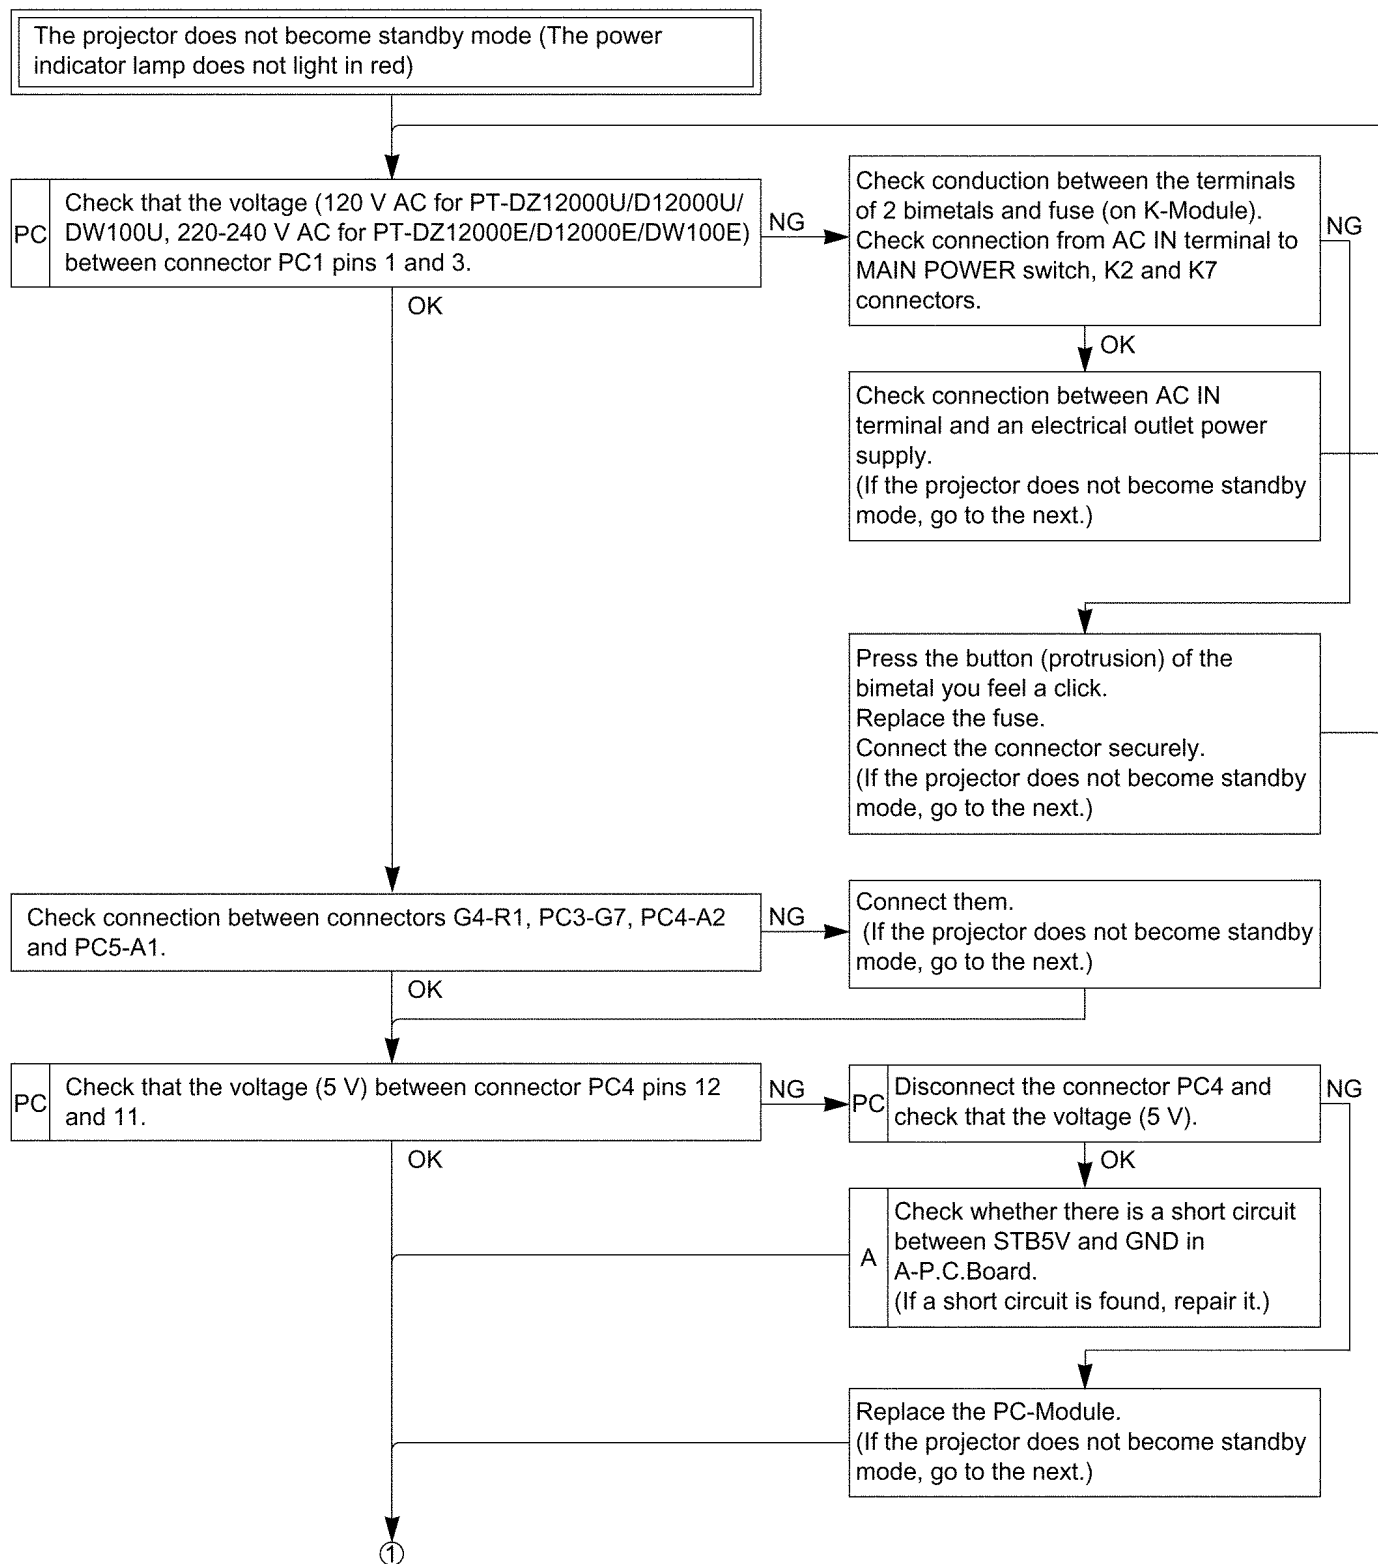 The projector does not become standby mode (The power
indicator lamp does not light in red)
PC
Check that the voltage (120 V AC for PT-DZ12000U/D12000U/
DW100U, 220-240 V AC for PT-DZ12000E/D12000E/DW100E)
between connector PC1 pins 1 and 3.
NG
OK
Check conduction between the terminals
of 2 bimetals and fuse (on K-Module).
Check connection from AC IN terminal to
MAIN POWER switch, K2 and K7
connectors.
NG
OK
Check connection between AC IN
terminal and an electrical outlet power
supply.
(If the projector does not become standby
mode, go to the next.)
Press the button (protrusion) of the
bimetal you feel a click.
Replace the fuse.
Connect the connector securely.
(If the projector does not become standby
mode, go to the next.)
Check connection between connectors G4-R1, PC3-G7, PC4-A2
and PC5-A1.
NG
OK
Connect them.
(If the projector does not become standby
mode, go to the next.)
PC
Check that the voltage (5 V) between connector PC4 pins 12
and 11.
NG
OK
PC
Disconnect the connector PC4 and
check that the voltage (5 V).
NG
OK
A
Check whether there is a short circuit
between STB5V and GND in
A-P.C.Board.
(If a short circuit is found, repair it.)
Replace the PC-Module.
(If the projector does not become standby
mode, go to the next.)
①